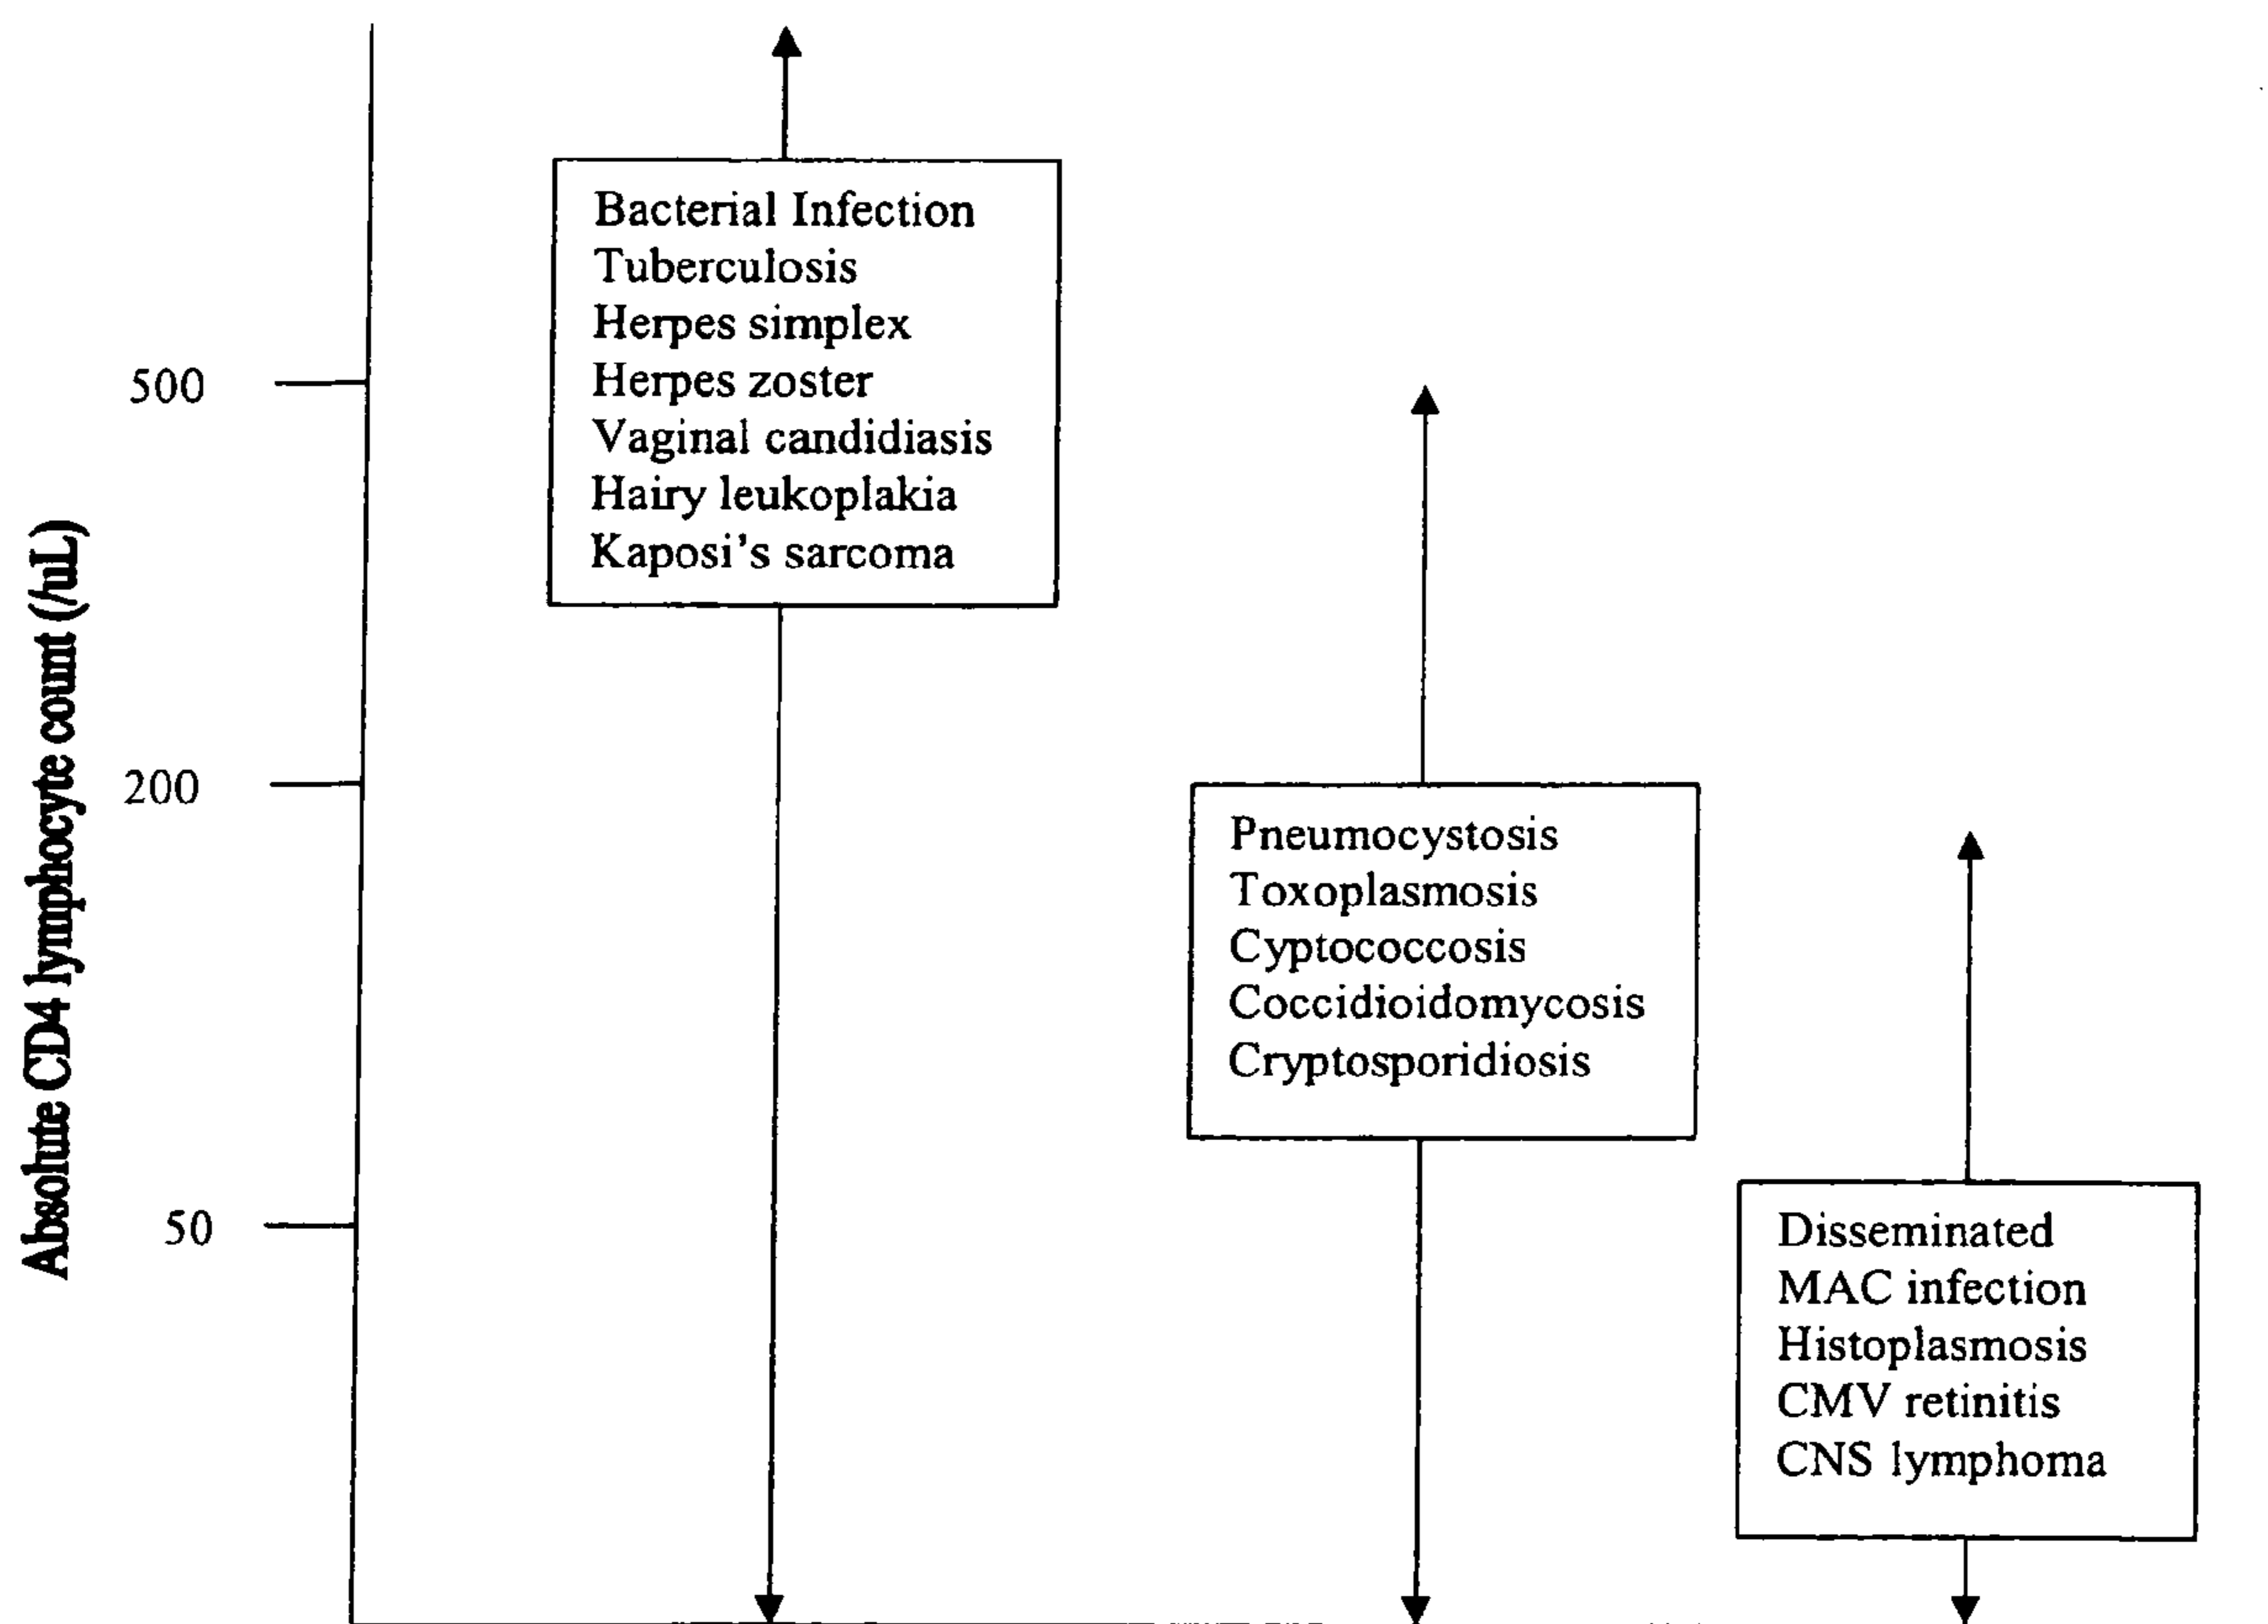 Absolute CD4 lymphocyte count (/uL)
500
200
50
Bacterial Infection
Tuberculosis
Herpes simplex
Herpes zoster
Vaginal candidiasis
Hairy leukoplakia
Kaposi's sarcoma
Pneumocystosis
Toxoplasmosis
Cyptococcosis
Coccidioidomycosis
Cryptosporidiosis
Disseminated
MAC infection
Histoplasmosis
CMV retinitis
CNS lymphoma